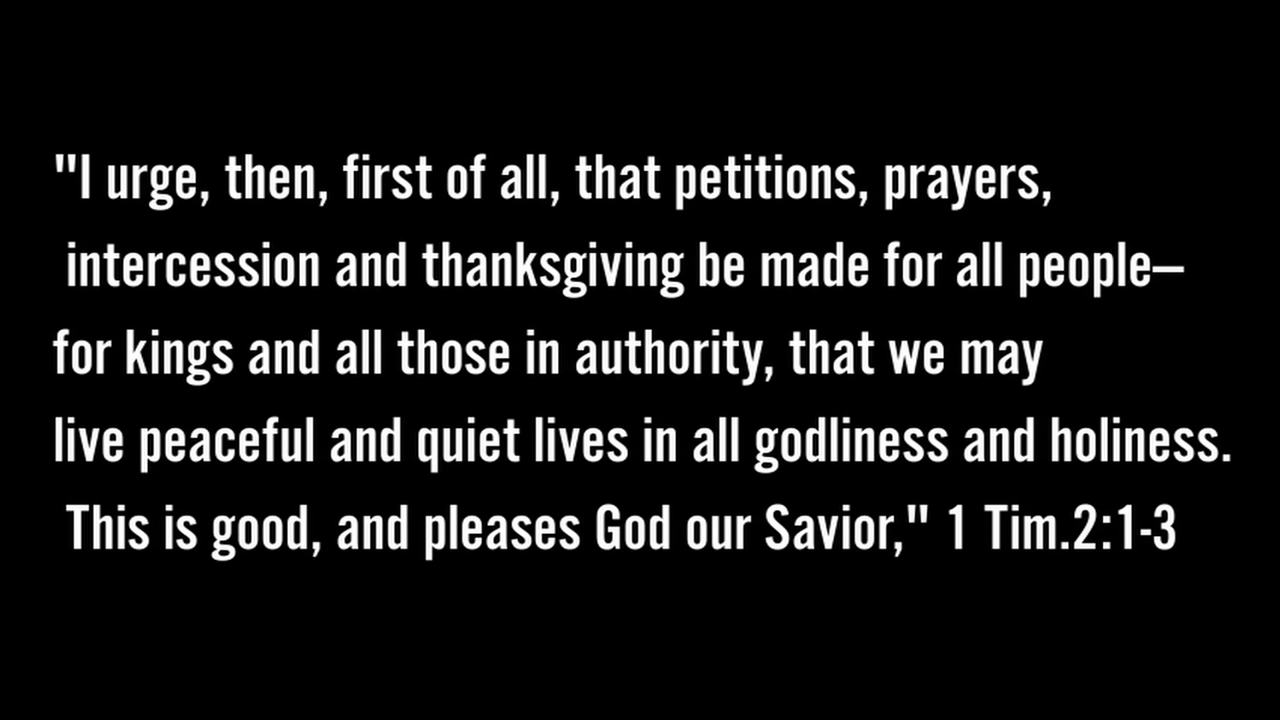 "I urge, then, first of all, that petitions, prayers,
intercession and thanksgiving be made for all people–
for kings and all those in authority, that we may
live peaceful and quiet lives in all godliness and holiness.
This is good, and pleases God our Savior," 1 Tim.2:1-3